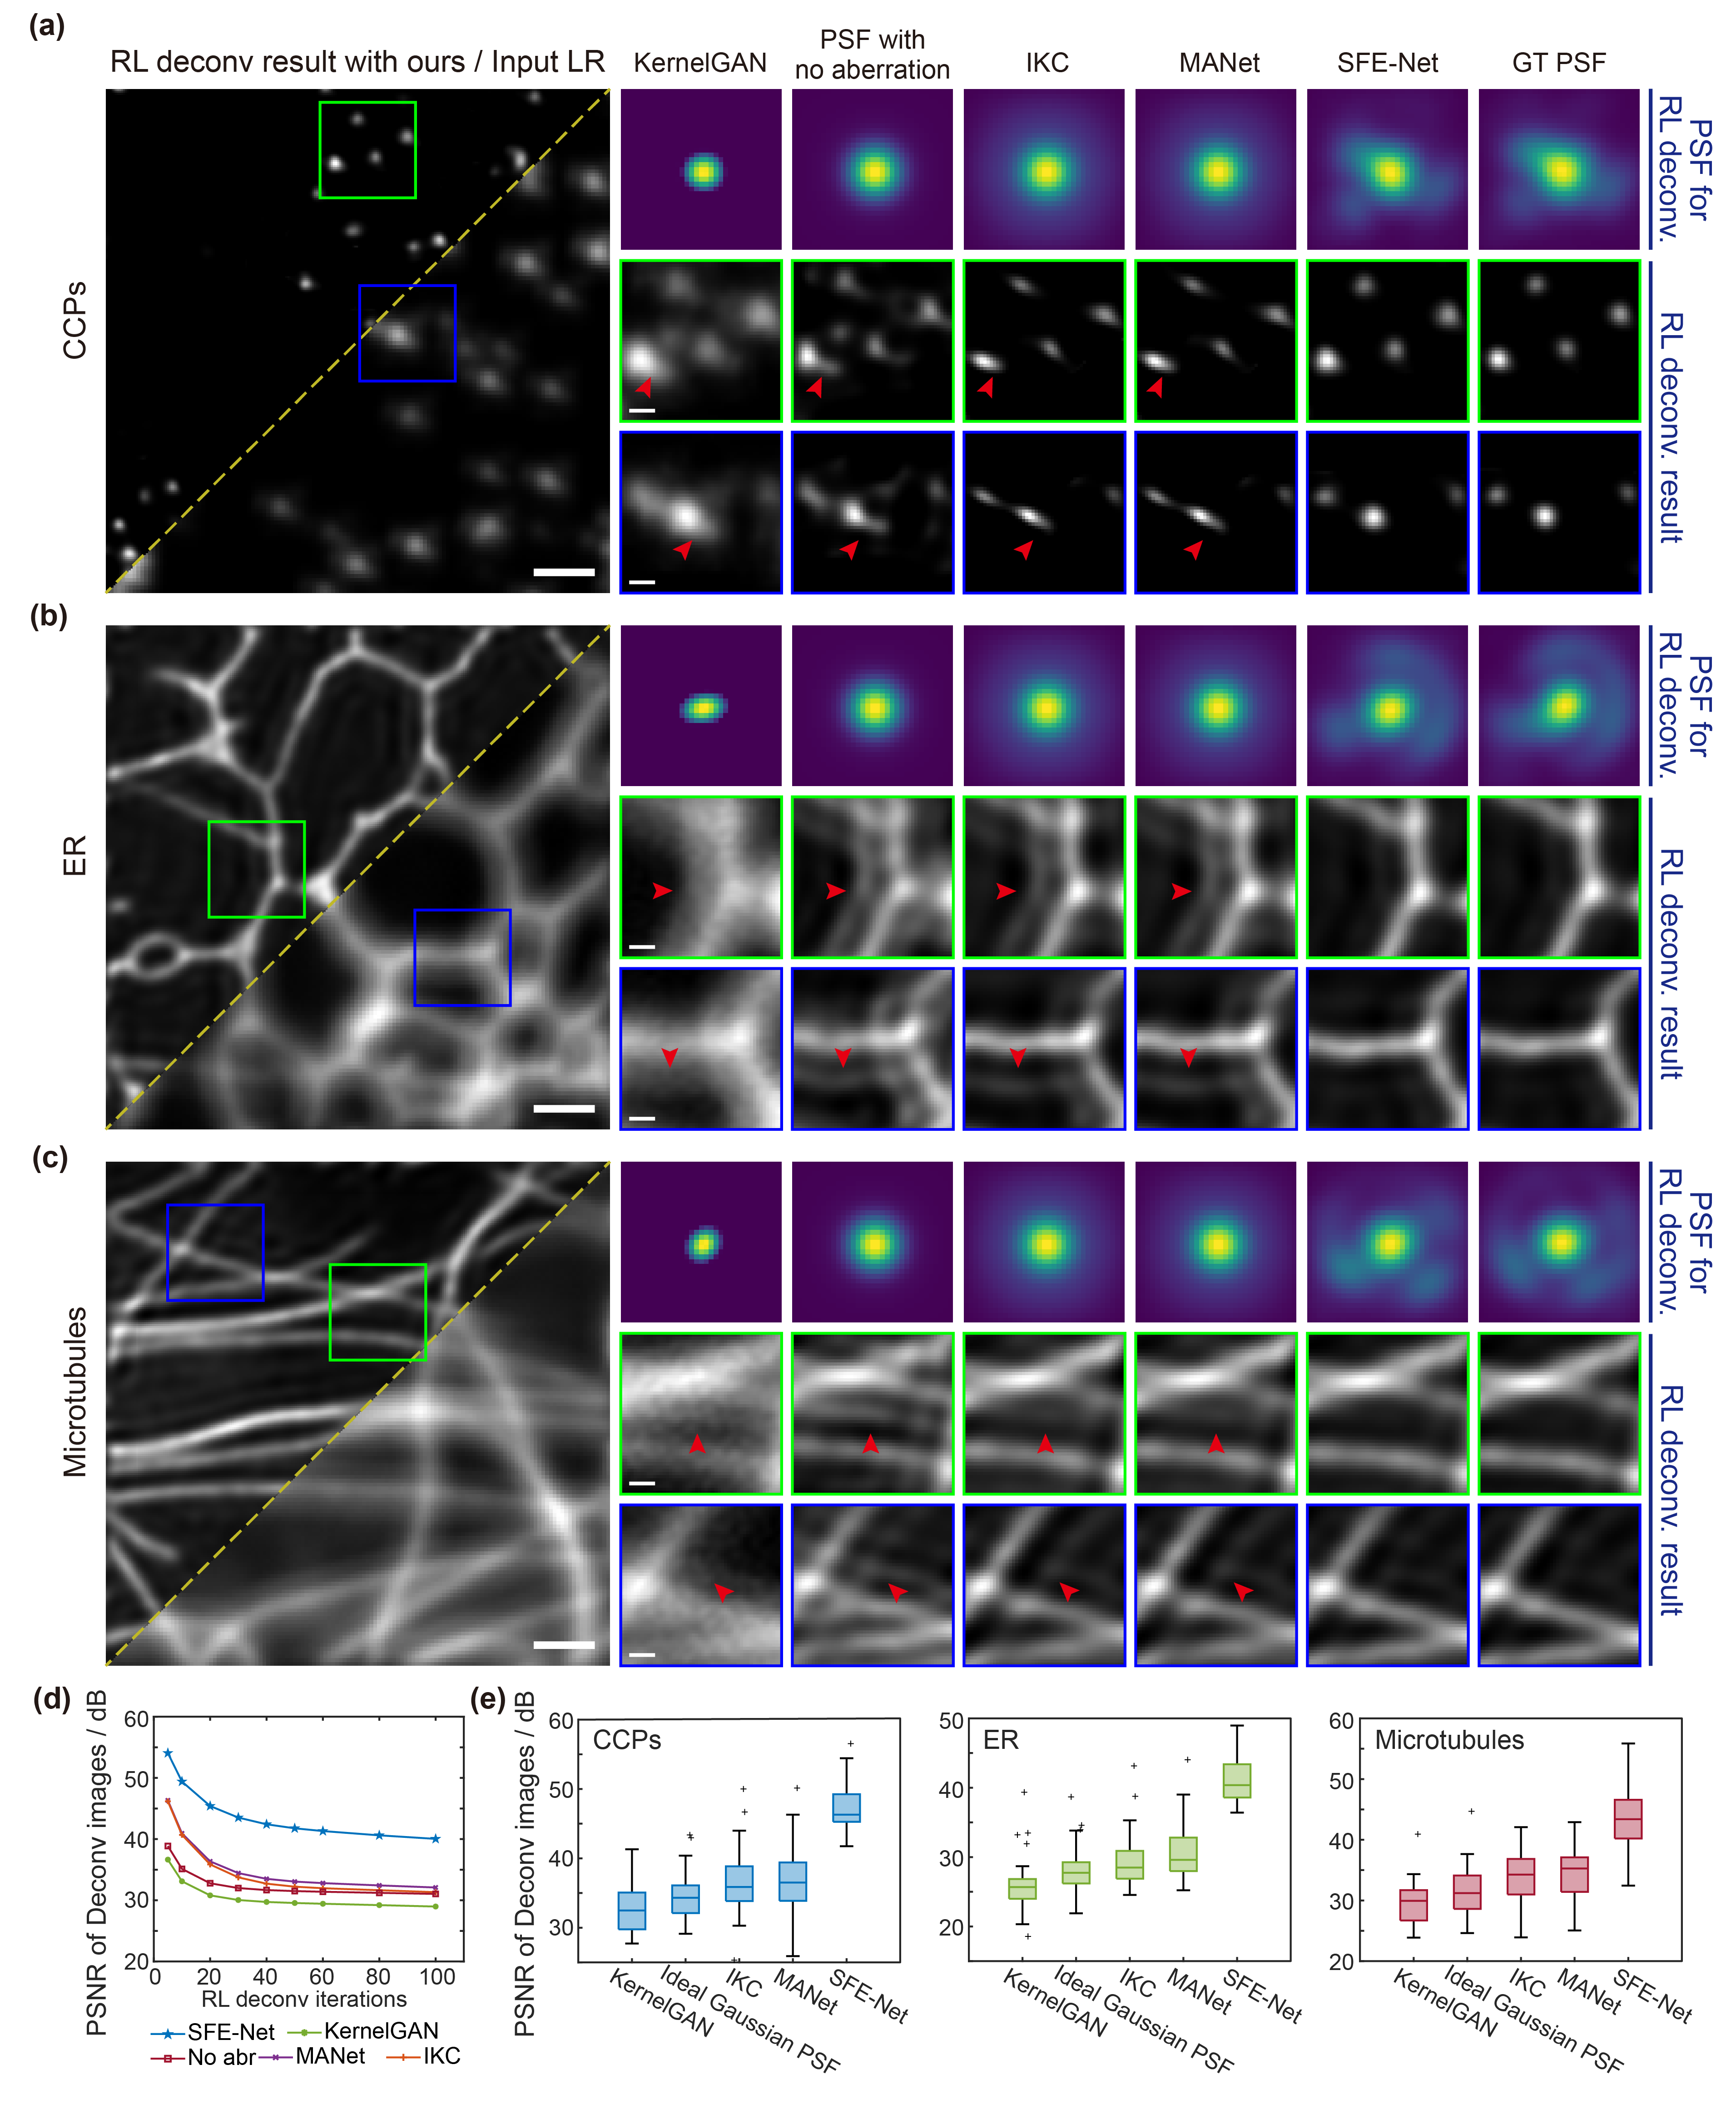 (a)
RL deconv result with ours / Input LR
KernelGAN
PSF with
no aberration
IKC
MANet
SFE-Net
GT PSF
CCPs
PSF for
RL deconv.
RL deconv. result
(b)
ER
PSF for
RL deconv.
RL deconv. result
(c)
Microtubules
PSF for
RL deconv.
RL deconv. result
(d)
PSNR of Deconv images / dB
60
50
40
30
20
0 20 40 60 80 100
RL deconv iterations
SFE-Net KernelGAN
No abr MANet IKC
(e)
PSNR of Deconv images / dB
CCPs
60
50
40
30
KernelGAN
Ideal Gaussian PSF
IKC
MANet
SFE-Net
ER
50
40
30
20
KernelGAN
Ideal Gaussian PSF
IKC
MANet
SFE-Net
Microtubules
60
50
40
30
20
KernelGAN
Ideal Gaussian PSF
IKC
MANet
SFE-Net